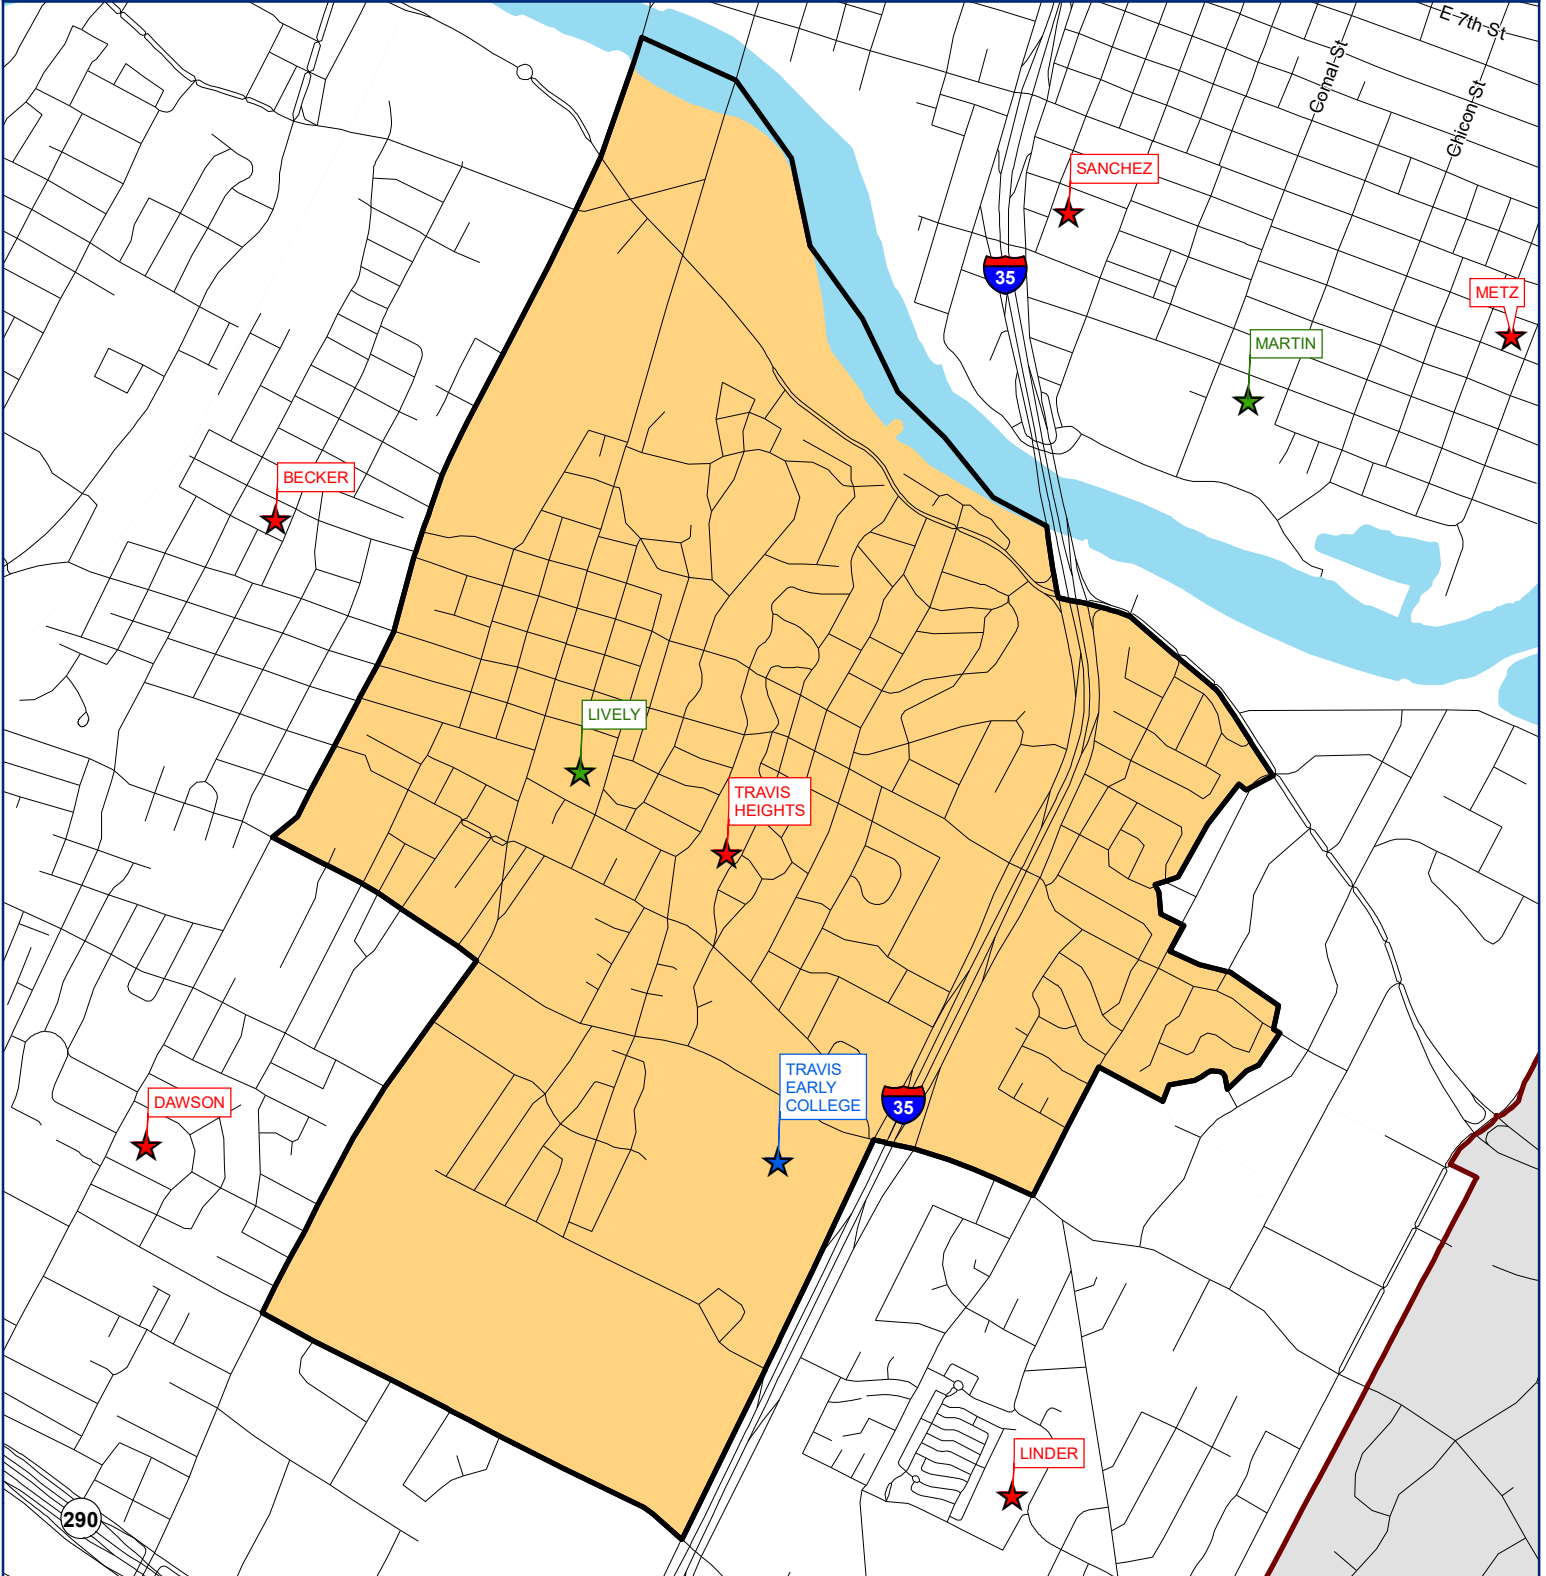 E 7th St
Comal St
Chicon St
SANCHEZ
35
METZ
MARTIN
BECKER
LIVELY
TRAVIS
HEIGHTS
TRAVIS
EARLY
COLLEGE
35
DAWSON
LINDER
290